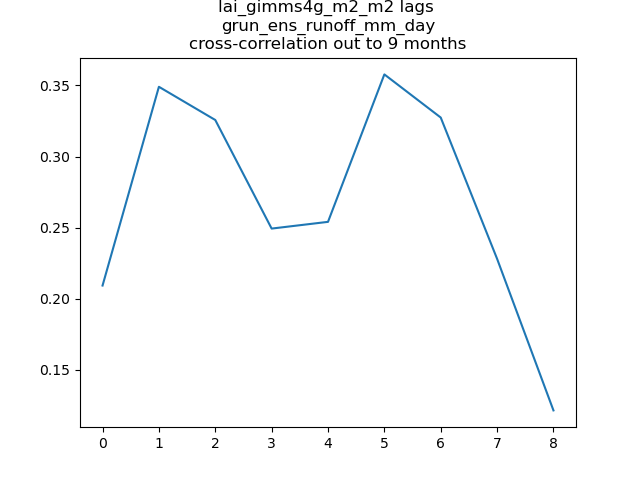 lai_gimms4g_m2_m2 lags
grun_ens_runoff_mm_day
cross-correlation out to 9 months
0.35
0.30
0.25
0.20
0.15
0 1 2 3 4 5 6 7 8